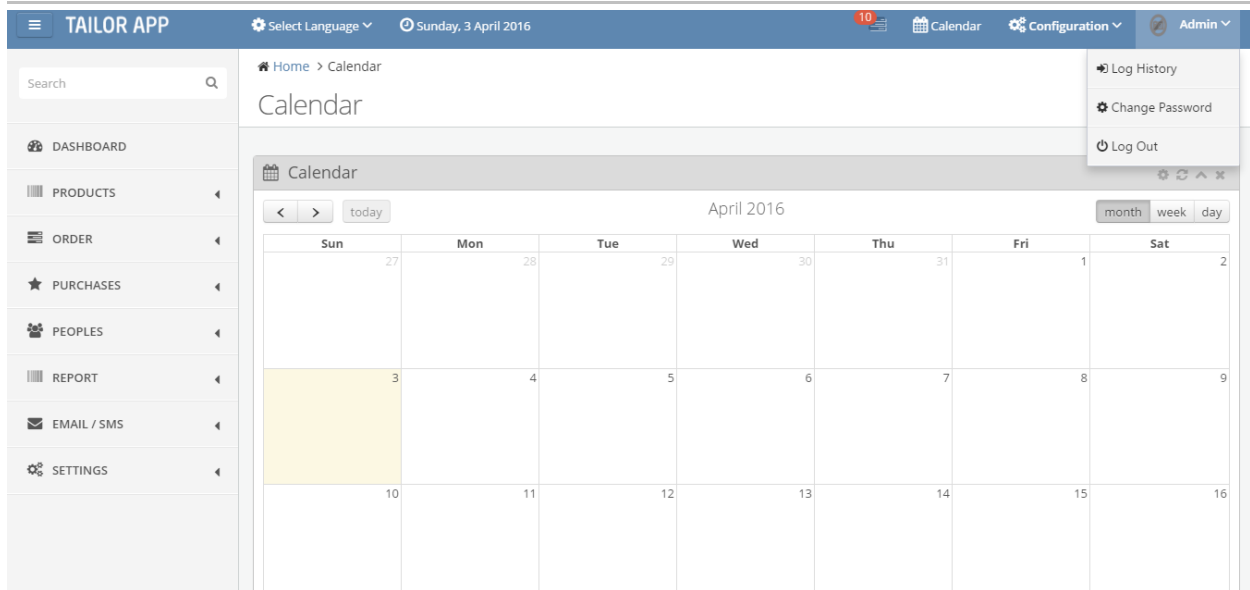 TAILOR APP Select Language Sunday, 3 April 2016 10 Calendar Configuration Admin
Home > Calendar
Log History
Search
Calendar
Change Password
Log Out
DASHBOARD
PRODUCTS
ORDER
PURCHASES
PEOPLES
REPORT
EMAIL / SMS
SETTINGS
Calendar
today April 2016 month week day
Sun Mon Tue Wed Thu Fri Sat
27 28 29 30 31 1 2
3 4 5 6 7 8 9
10 11 12 13 14 15 16